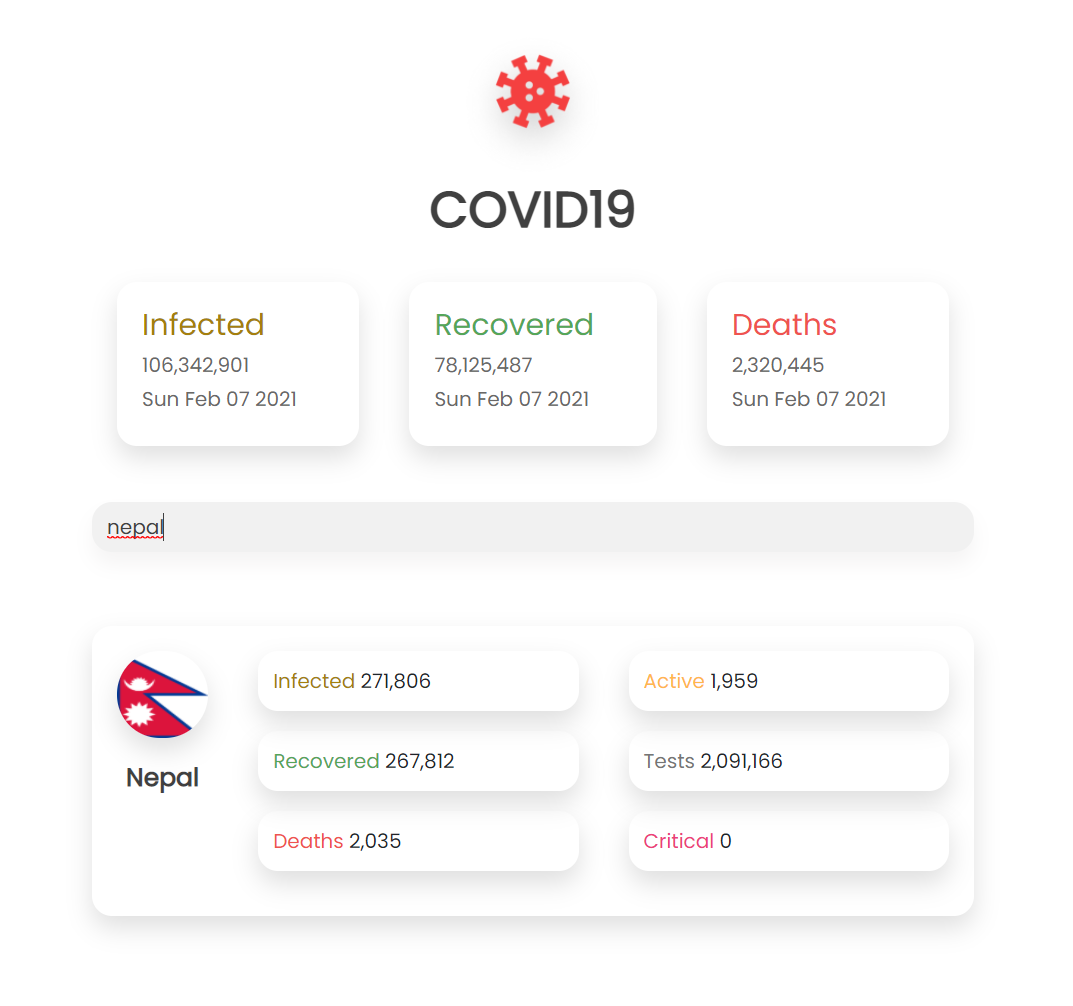 COVID19
Infected
106,342,901
Sun Feb 07 2021
Recovered
78,125,487
Sun Feb 07 2021
Deaths
2,320,445
Sun Feb 07 2021
nepal
Nepal
Infected 271,806
Recovered 267,812
Deaths 2,035
Active 1,959
Tests 2,091,166
Critical 0